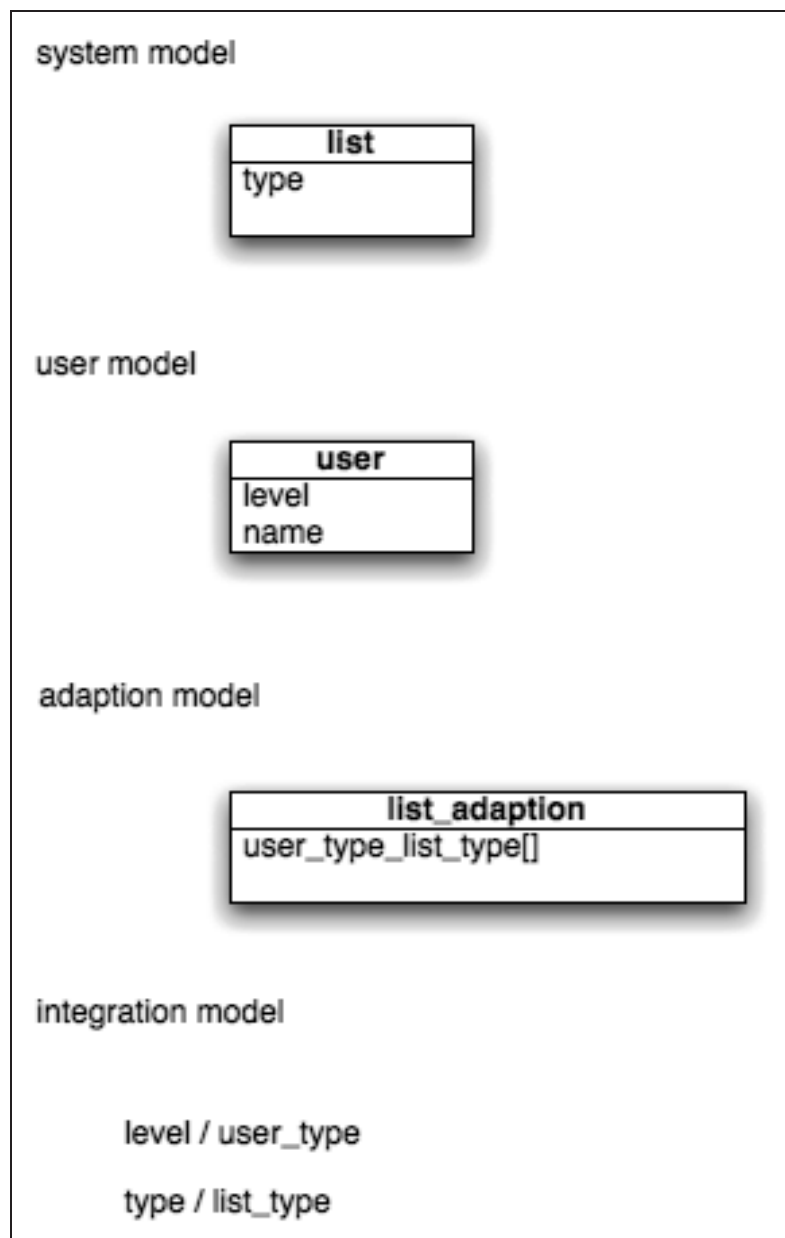 system model
list
type
user model
user
level
name
adaption model
list_adaption
user_type_list_type[]
integration model
level / user_type
type / list_type